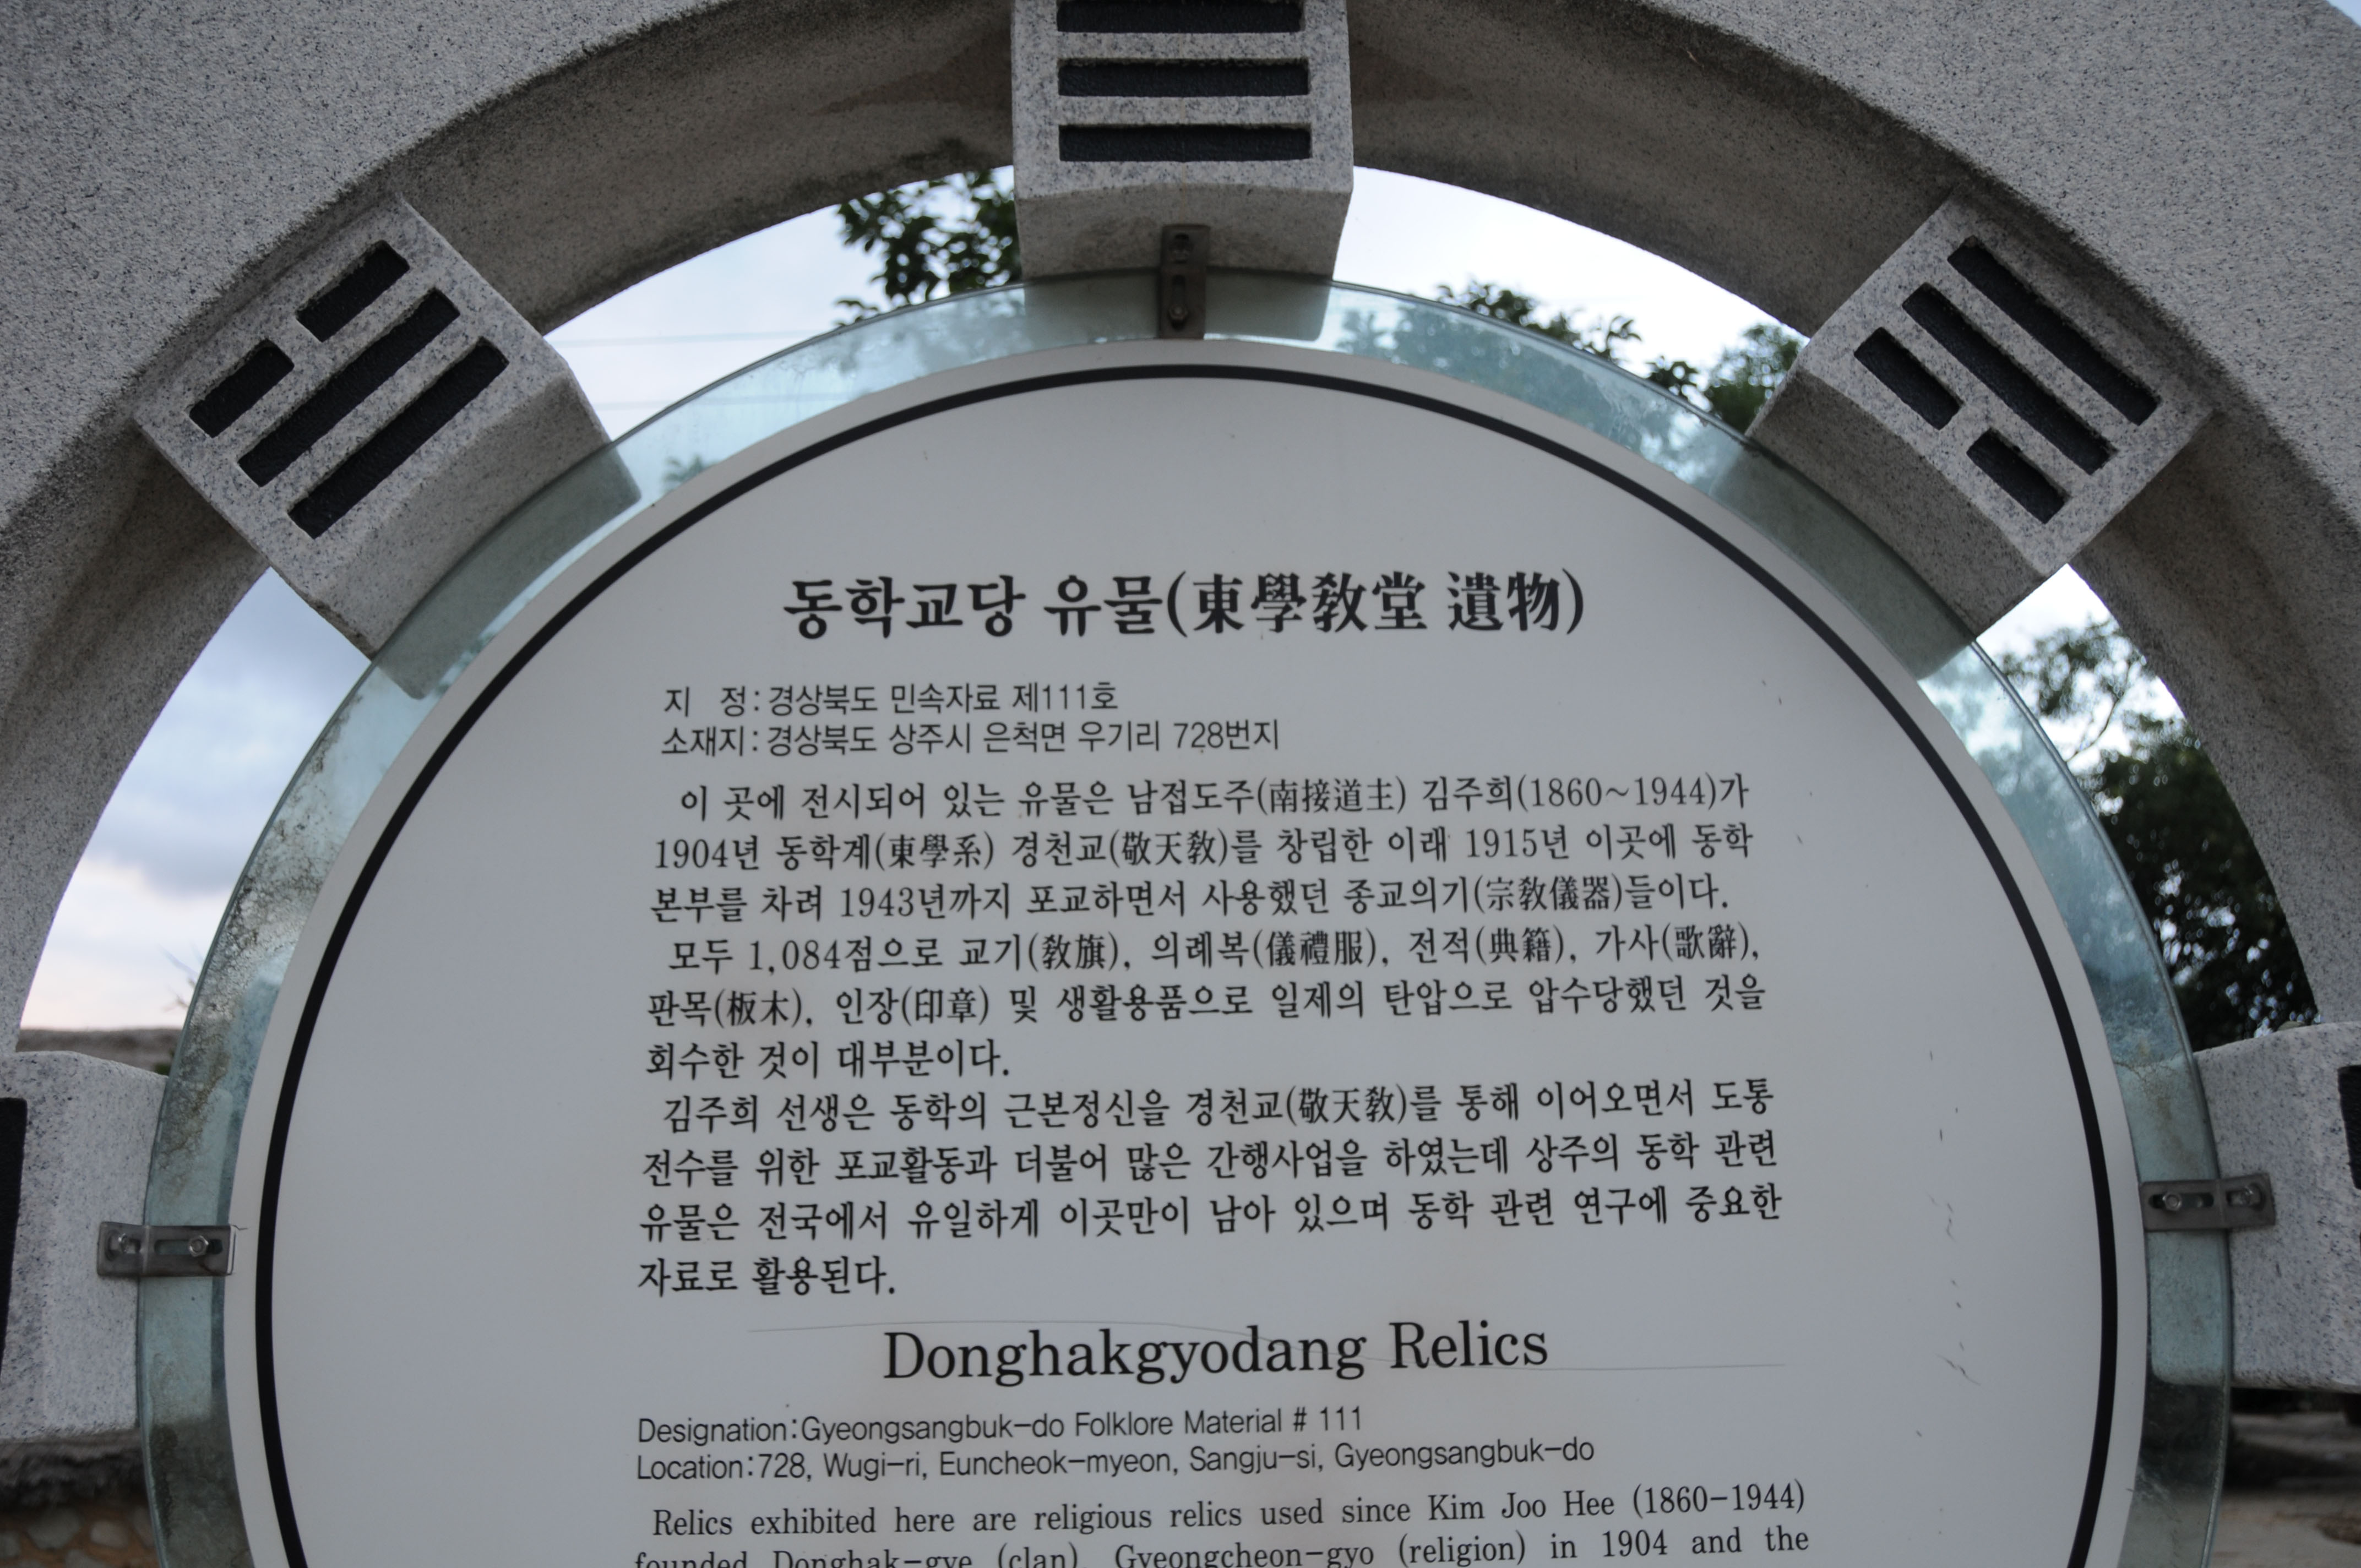 동학교당 유물(東學敎堂 遺物)
지 정:경상북도 민속자료 제111호
소재지:경상북도 상주시 은척면 우기리 728번지
이 곳에 전시되어 있는 유물은 남접도주(南接道主) 김주희(1860~1944)가
1904년 동학계(東學系) 경천교(敬天敎)를 창립한 이래 1915년 이곳에 동학
본부를 차려 1943년까지 포교하면서 사용했던 종교의기(宗敎儀器)들이다.
모두 1,084점으로 교기(敎旗), 의례복(儀禮服), 전적(典籍), 가사(歌辭),
판목(板木), 인장(印章) 및 생활용품으로 일제의 탄압으로 압수당했던 것을
회수한 것이 대부분이다.
김주희 선생은 동학의 근본정신을 경천교(敬天敎)를 통해 이어오면서 도통
전수를 위한 포교활동과 더불어 많은 간행사업을 하였는데 상주의 동학 관련
유물은 전국에서 유일하게 이곳만이 남아 있으며 동학 관련 연구에 중요한
자료로 활용된다.
Donghakgyodang Relics
Designation:Gyeongsangbuk-do Folklore Material # 111
Location:728, Wugi-ri, Euncheok-myeon, Sangju-si, Gyeongsangbuk-do
Relics exhibited here are religious relics used since Kim Joo Hee (1860-1944)
founded Donghak-gye (clan), Gyeongcheon-gyo (religion) in 1904 and the